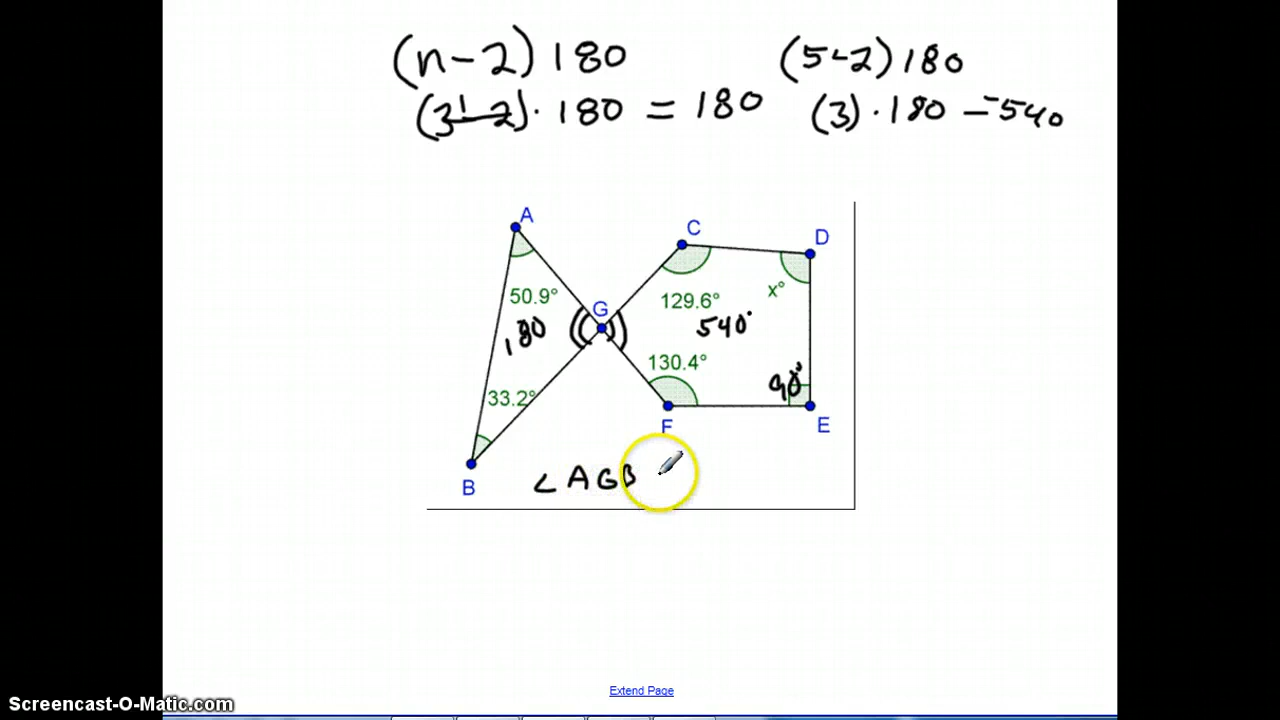 (n-2)180 (5-2)180
(3-2)·180 = 180 (3)·180 = 540
A
C
D
G
50.9° 129.6° x°
180 540°
130.4°
33.2° 90°
F E
B ∠AGB
Extend Page
Screencast-O-Matic.com